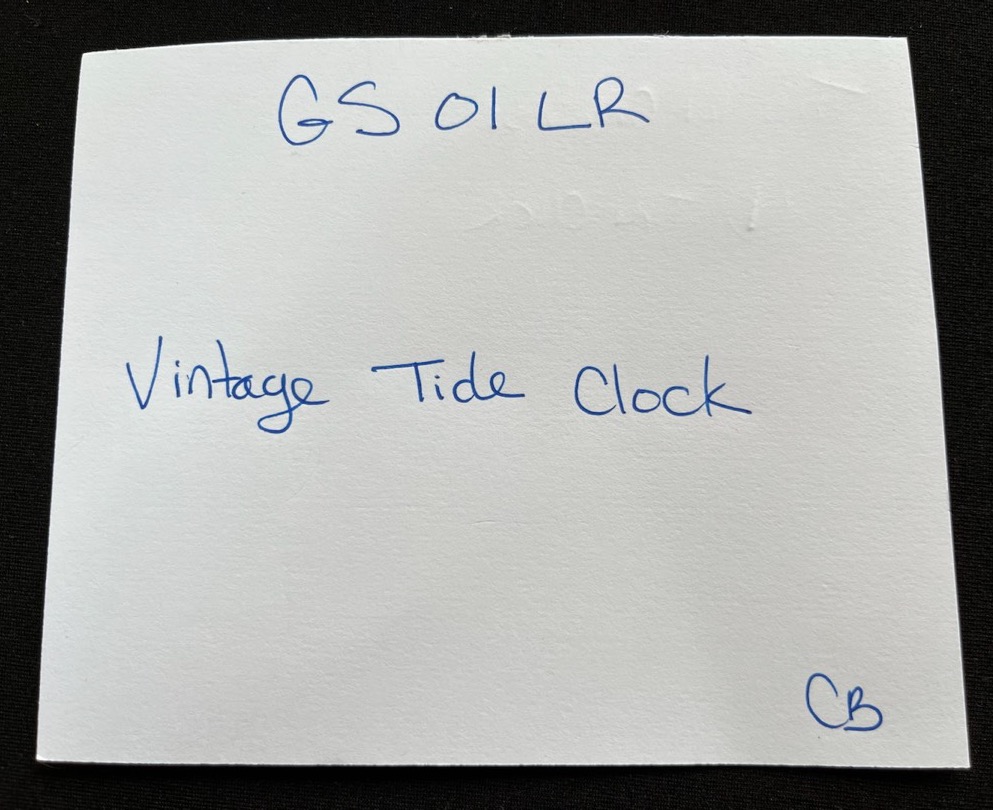 GS 01 LR
Vintage Tide Clock
CB